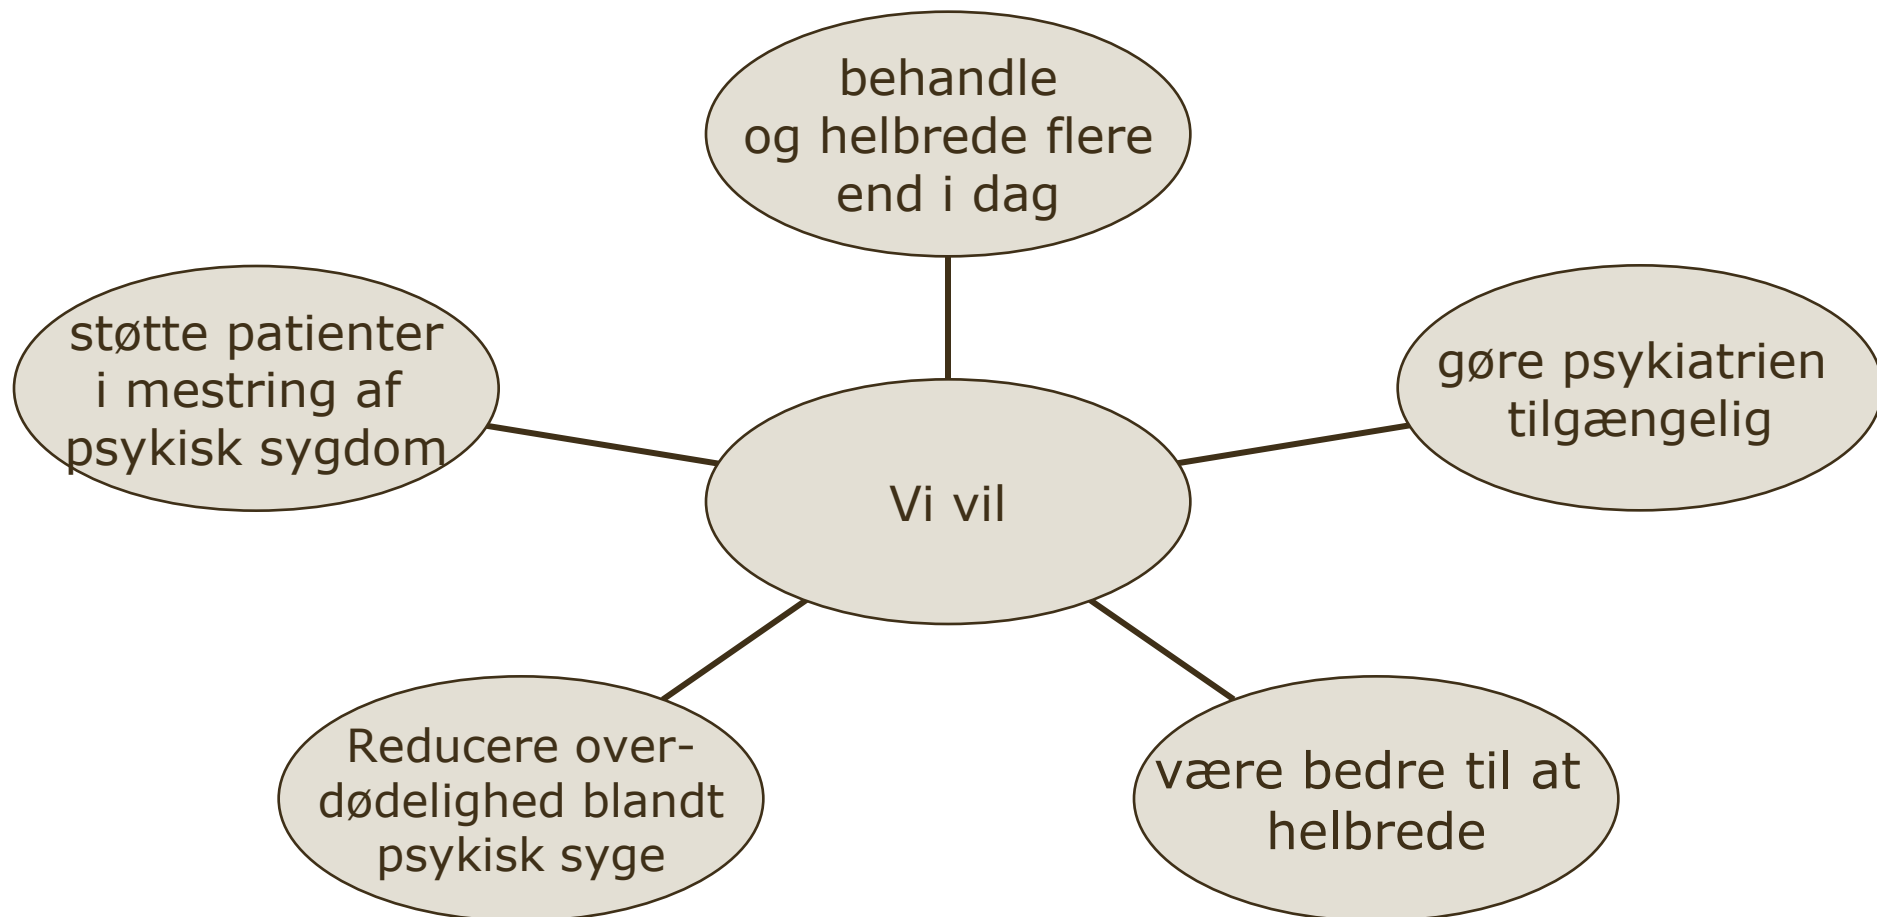 behandle
og helbrede flere
end i dag
støtte patienter
i mestring af
psykisk sygdom
gøre psykiatrien
tilgængelig
Vi vil
Reducere over-
dødelighed blandt
psykisk syge
være bedre til at
helbrede